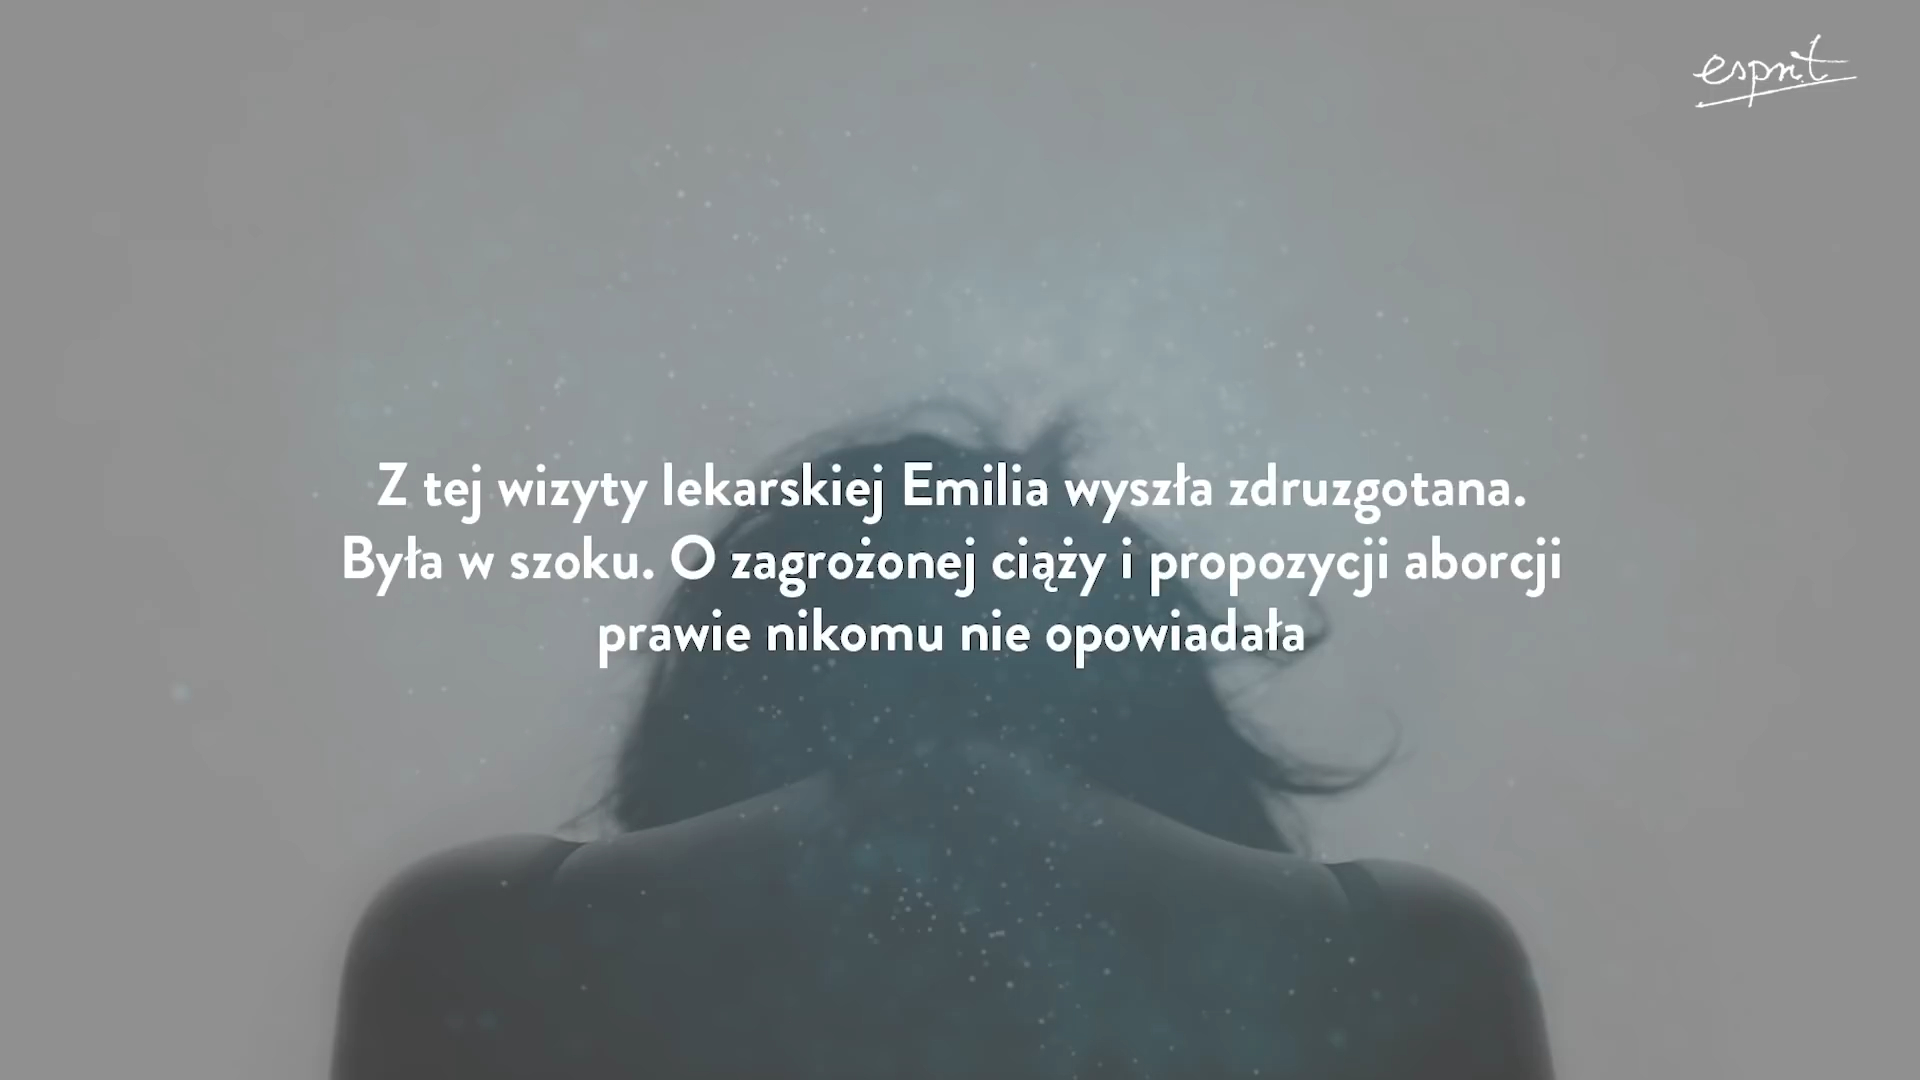 esprit
Z tej wizyty lekarskiej Emilia wyszła zdruzgotana.
Była w szoku. O zagrożonej ciąży i propozycji aborcji
prawie nikomu nie opowiadała